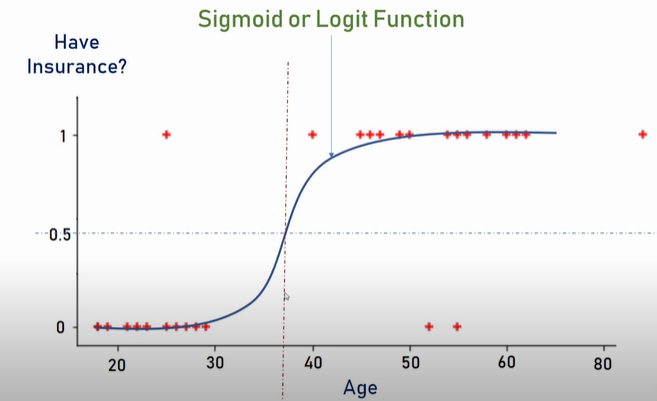 Sigmoid or Logit Function
Have
Insurance?
1
0.5
0
20 30 40 50 60 80
Age